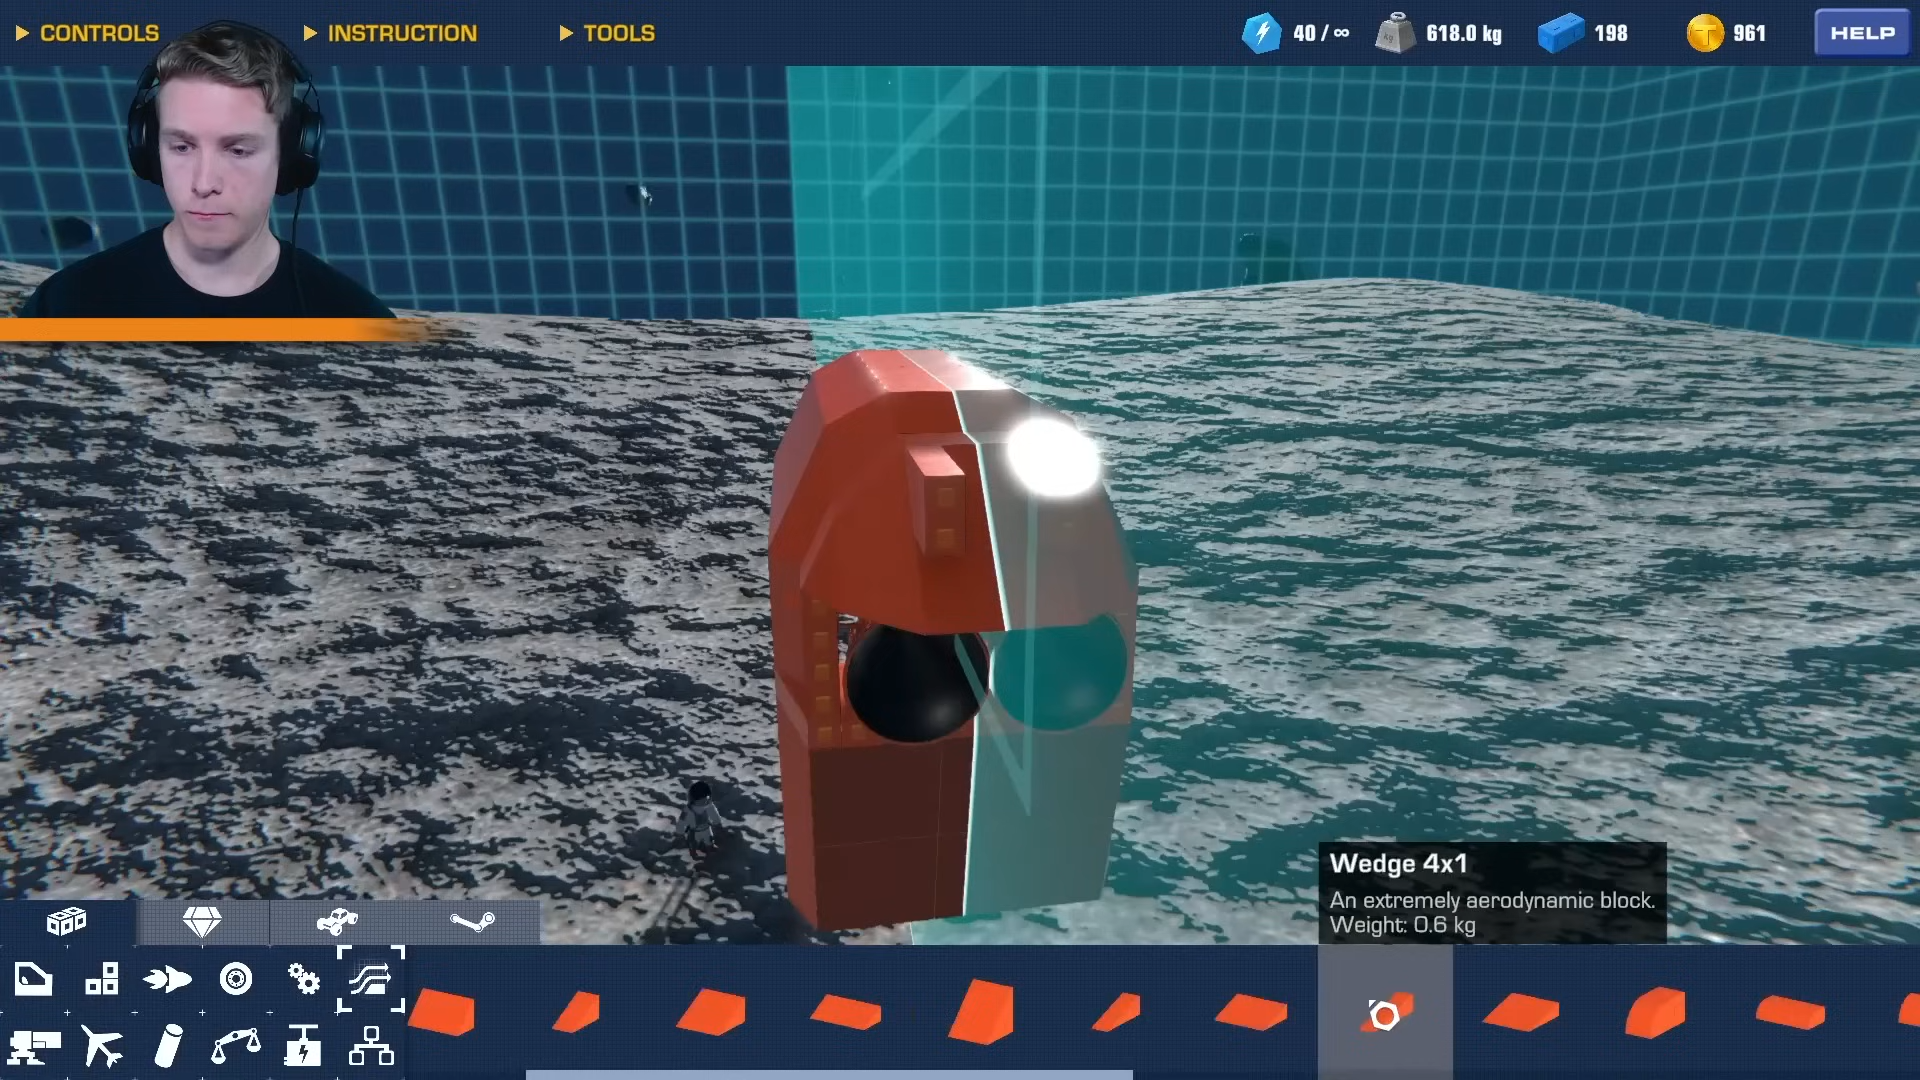 CONTROLS
INSTRUCTION
TOOLS
40 / ∞
kg
618.0 kg
198
T
961
HELP
Wedge 4x1
An extremely aerodynamic block.
Weight: 0.6 kg